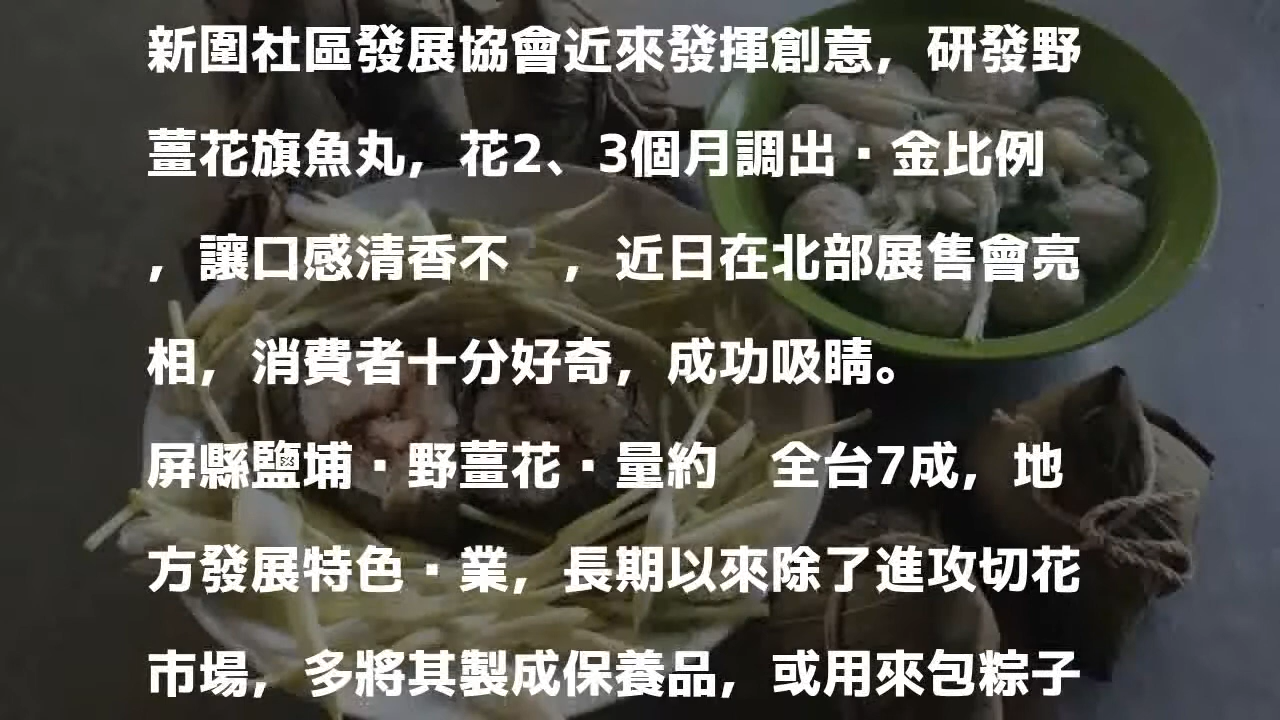 新圍社區發展協會近來發揮創意，研發野
薑花旗魚丸，花2、3個月調出·金比例
，讓口感清香不　，近日在北部展售會亮
相，消費者十分好奇，成功吸睛。
屏縣鹽埔·野薑花·量約　全台7成，地
方發展特色·業，長期以來除了進攻切花
市場，多將其製成保養品，或用來包粽子